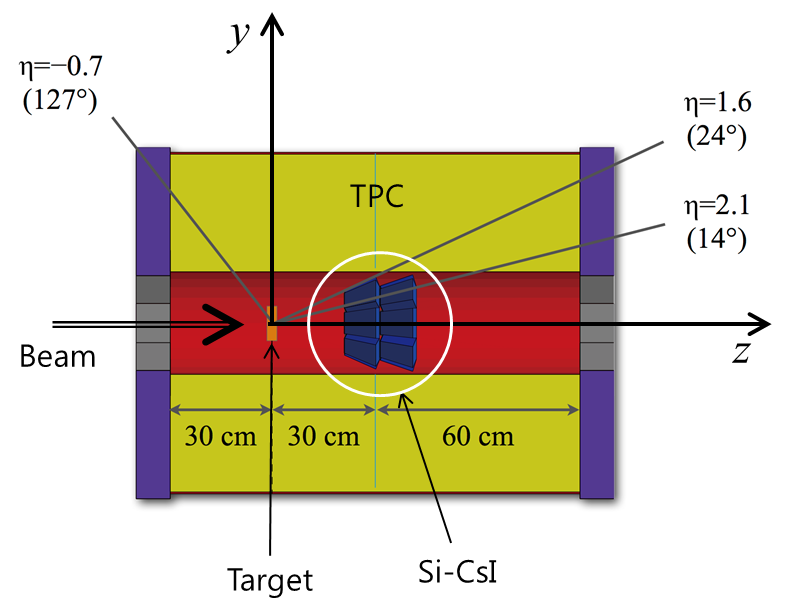 y
η=−0.7
(127°)
η=1.6
(24°)
TPC
η=2.1
(14°)
Beam
z
30 cm
30 cm
60 cm
Target
Si-CsI